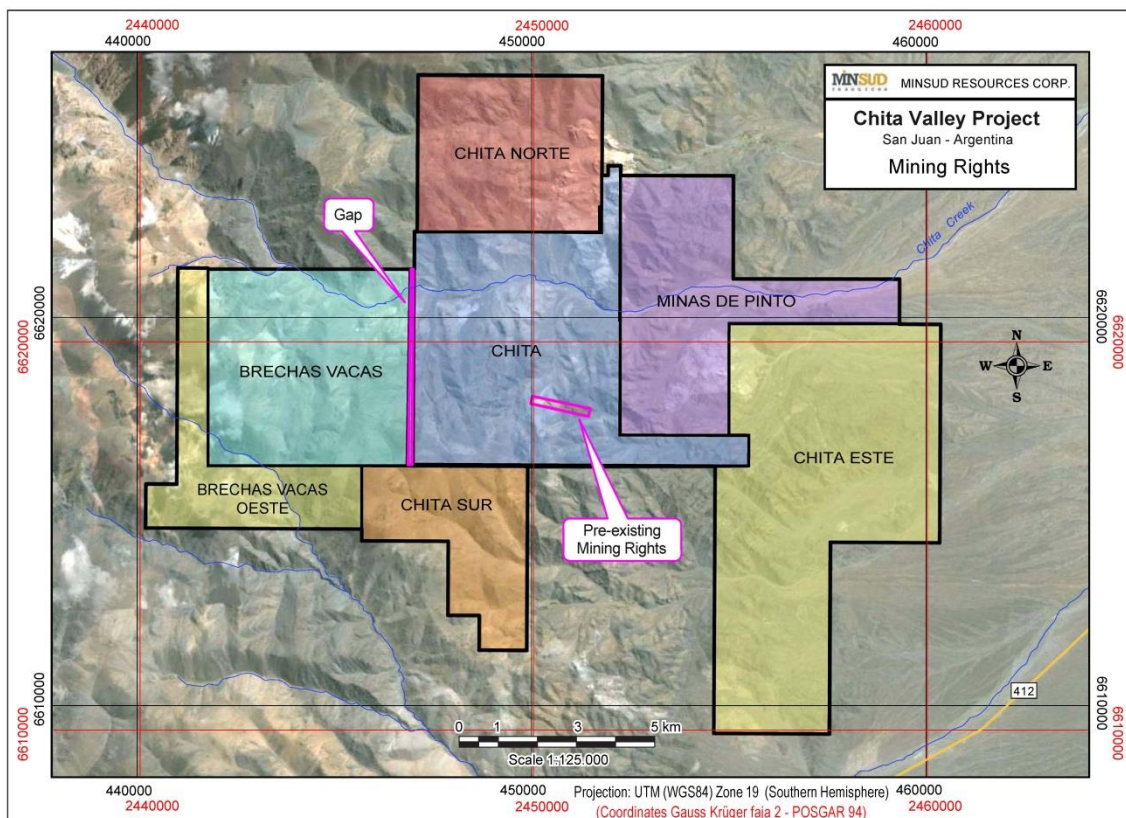 2440000
2450000
2460000
440000
450000
460000
MINSUD
MINSUD RESOURCES CORP.
Chita Valley Project
San Juan - Argentina
Mining Rights
CHITA NORTE
Gap
Chita Creek
MINAS DE PINTO
6620000
6620000
6620000
6620000
CHITA
BRECHAS VACAS
N
W
E
S
CHITA ESTE
BRECHAS VACAS
OESTE
CHITA SUR
Pre-existing
Mining Rights
412
6610000
6610000
6610000
6610000
0 1 3 5 km
Scale 1:125.000
440000
450000
460000
Projection: UTM (WGS84) Zone 19 (Southern Hemisphere)
2440000
2450000
2460000
(Coordinates Gauss Krüger faja 2 - POSGAR 94)